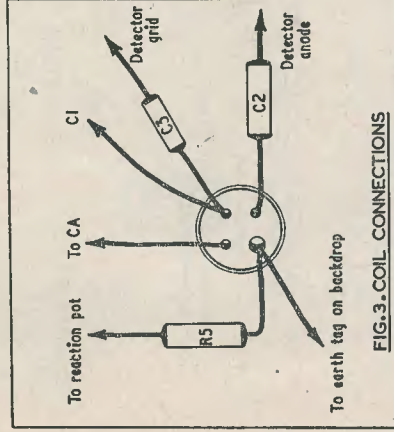 Detector
grid
Detector
anode
C1
C3
C2
To CA
To reaction pot
R5
To earth tag on backdrop
FIG.3. COIL CONNECTIONS